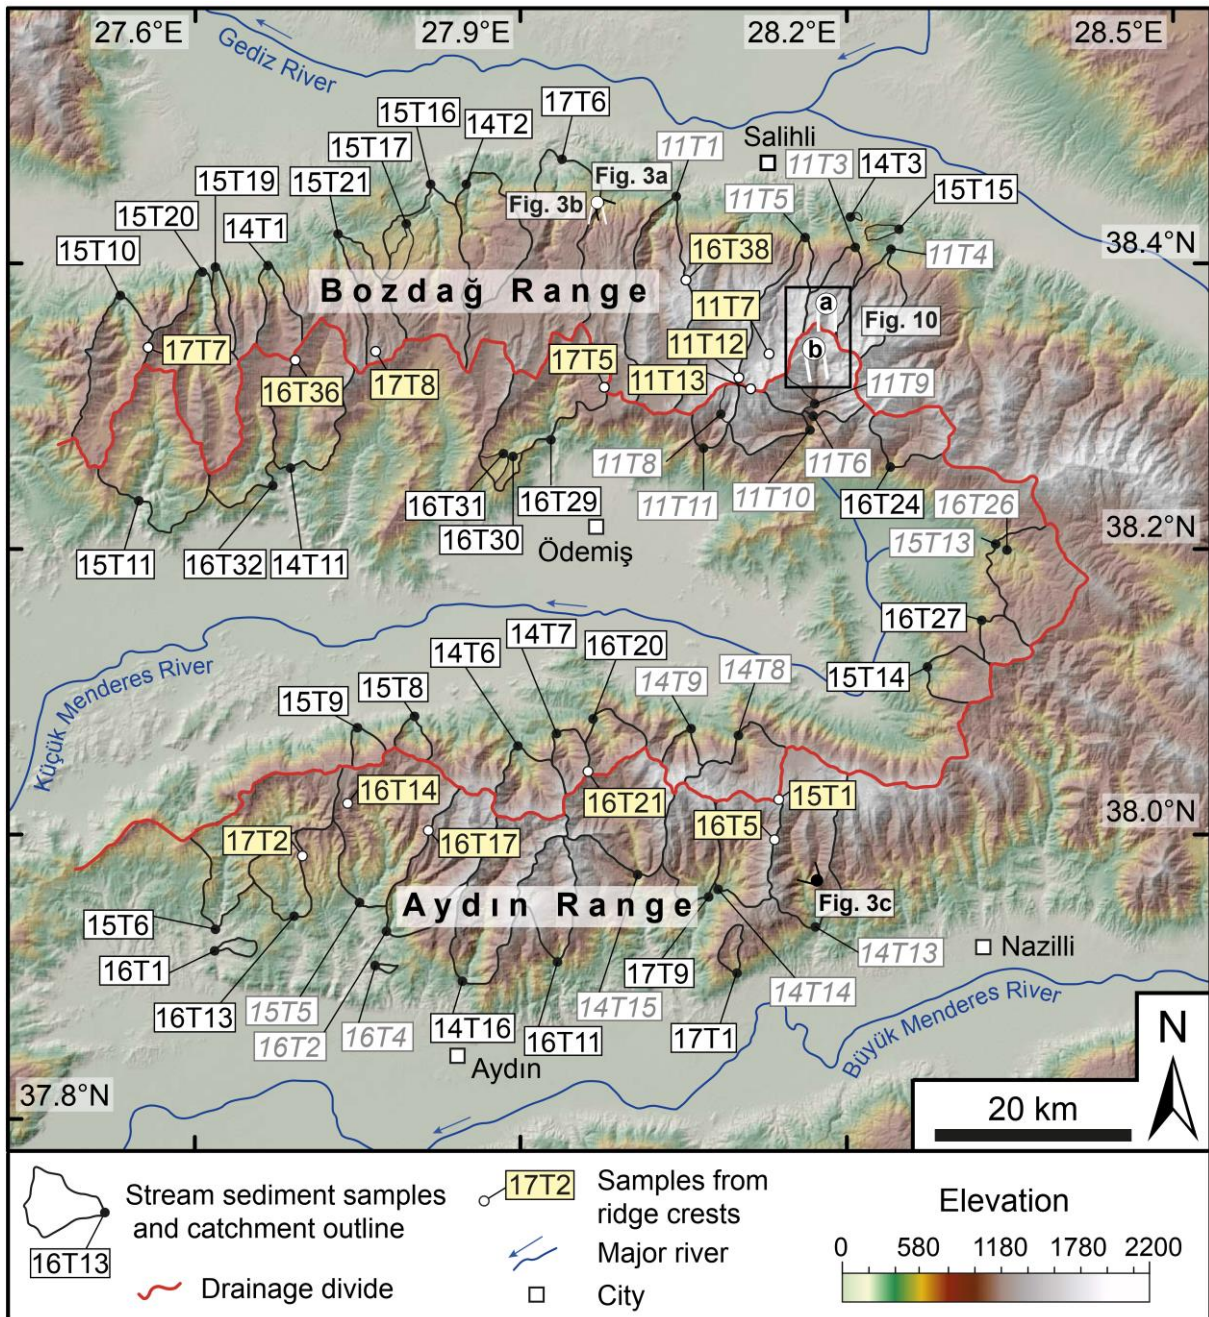 27.6°E
27.9°E
28.2°E
28.5°E
Gediz River
17T6
15T16
14T2
11T1
Salihli
11T3
14T3
15T17
15T19
15T21
Fig. 3a
Fig. 3b
11T5
15T15
15T20
14T1
15T10
16T38
11T4
38.4°N
Bozdağ Range
11T7
a
Fig. 10
17T7
11T12
b
17T5
16T36
17T8
11T13
11T9
11T8
11T6
16T31
16T29
11T11
11T10
16T24
16T26
16T30
Ödemiş
38.2°N
15T13
15T11
16T32
14T11
16T27
14T7
16T20
14T6
Küçük Menderes River
14T9
14T8
15T14
15T9
15T8
16T14
16T21
15T1
38.0°N
17T2
16T17
16T5
Aydın Range
Fig. 3c
15T6
16T1
17T9
14T13
Nazilli
16T13
15T5
14T15
14T14
16T2
16T4
14T16
16T11
17T1
Büyük Menderes River
N
Aydın
37.8°N
20 km
Stream sediment samples
and catchment outline
16T13
Drainage divide
17T2
Samples from
ridge crests
Major river
City
Elevation
0 580 1180 1780 2200